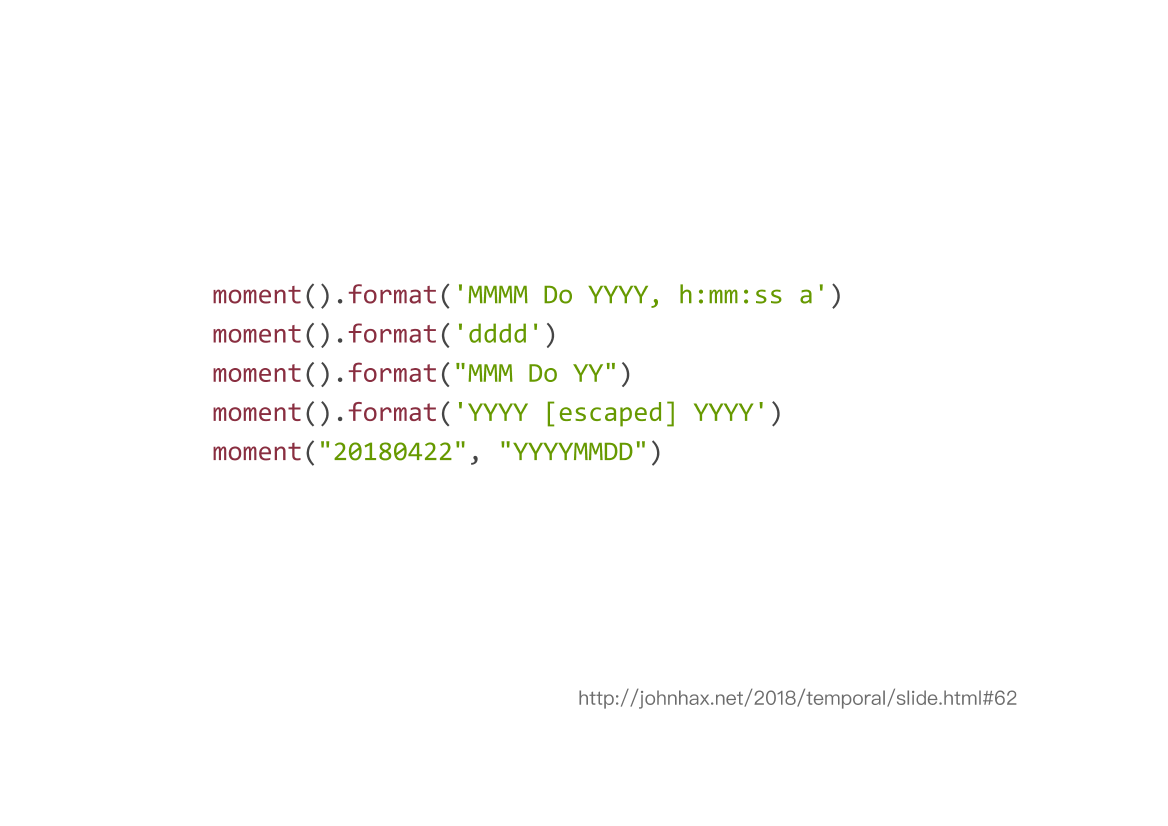 moment().format('MMMM Do YYYY, h:mm:ss a')
moment().format('dddd')
moment().format("MMM Do YY")
moment().format('YYYY [escaped] YYYY')
moment("20180422", "YYYYMMDD")
http://johnhax.net/2018/temporal/slide.html#62